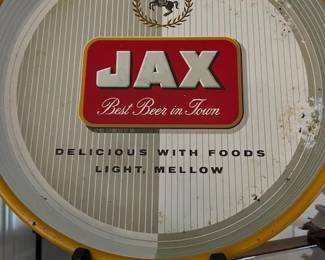 JAX
Best Beer in Town
DELICIOUS WITH FOODS
LIGHT, MELLOW